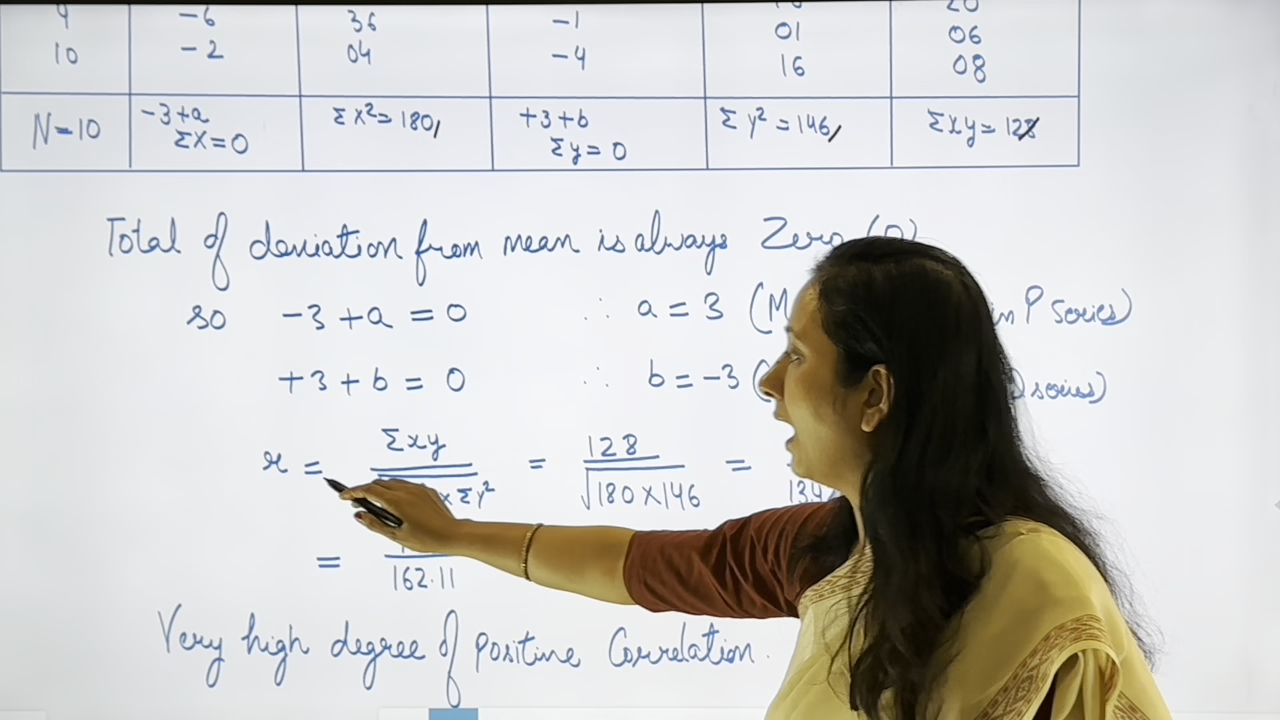 4 -6 36 -1
10 -2 04 -4 01 06
16 08
N=10 -3+a ΣX=0 ΣX²=180, +3+b Σy=0 Σy²=146, Σxy=128
Total of deviation from mean is always Zero (0)
so -3+a=0 ∴ a=3 in P Series)
+3+b=0 ∴ b=-3 series)
r = Σxy / × Σy² = 128 / √180×146 =
= 162.11
Very high degree of positive Correlation.